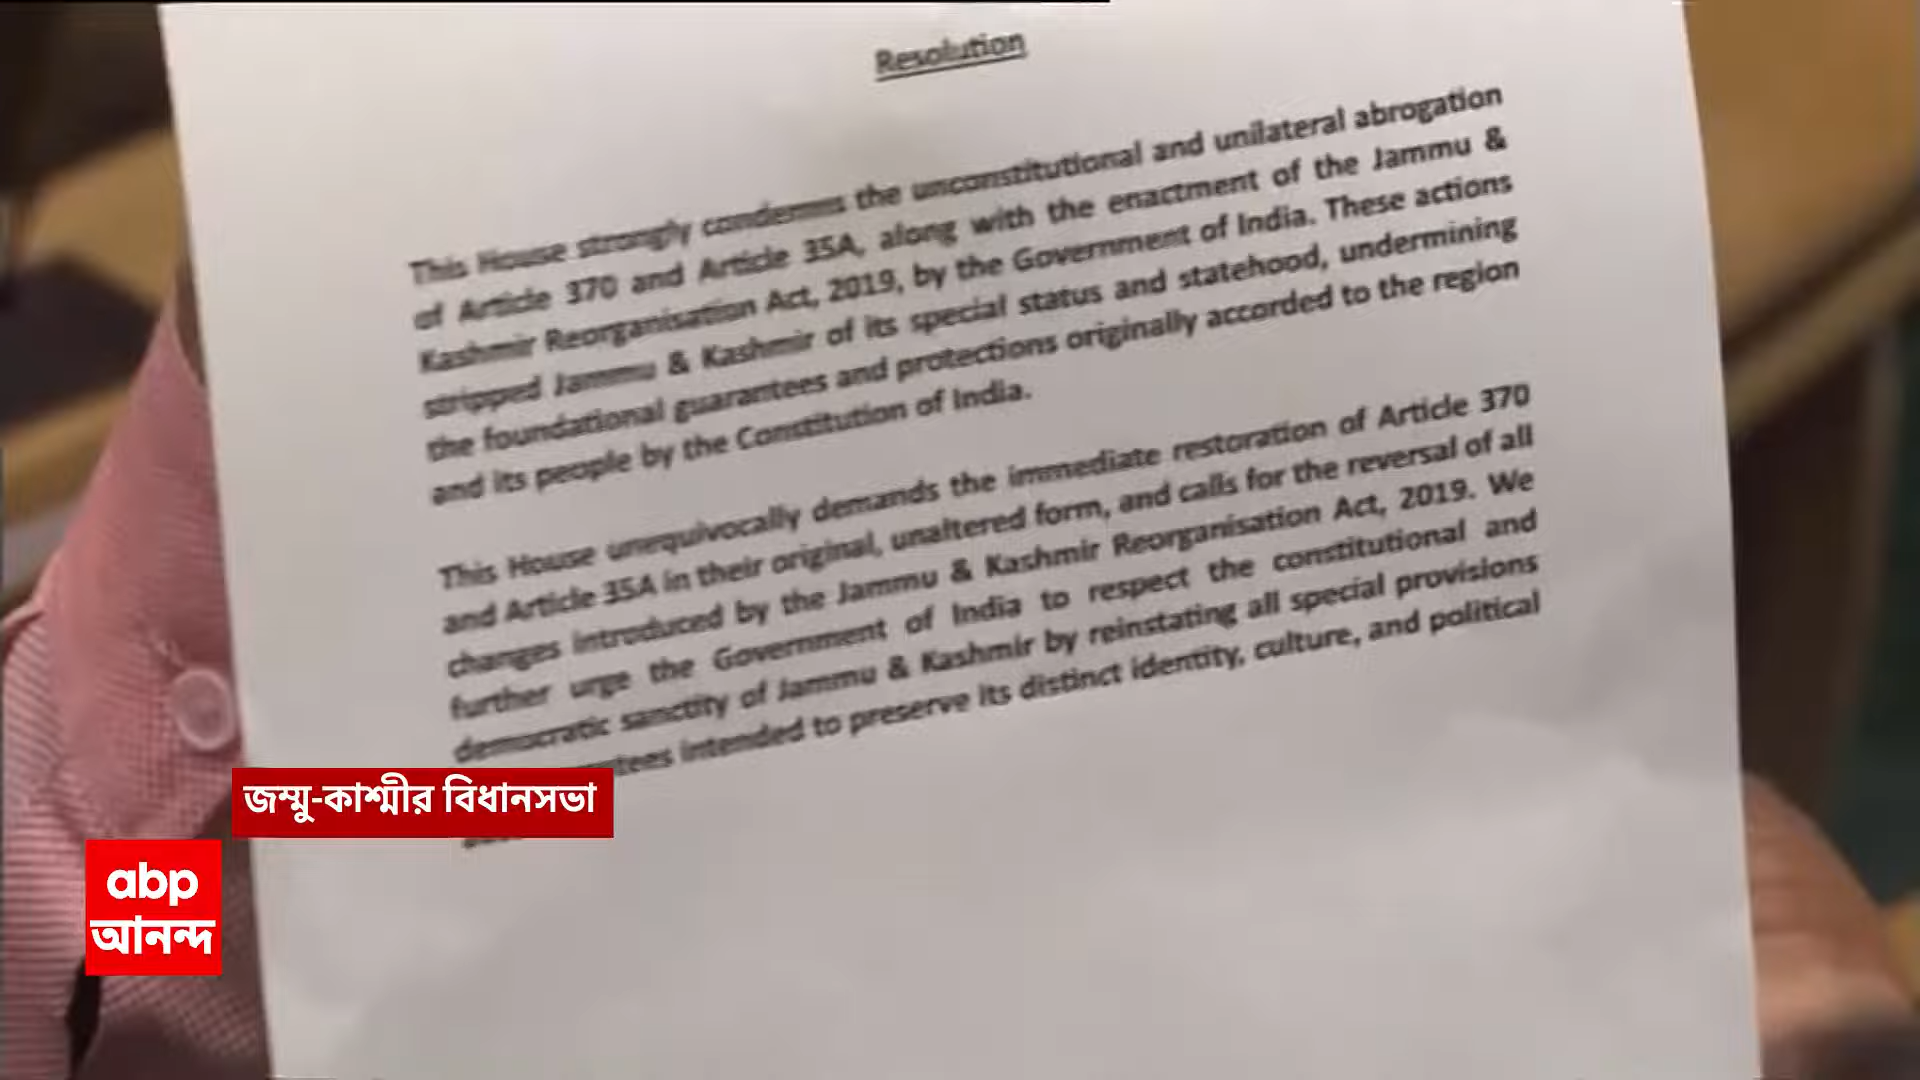 Resolution
This House strongly condemns the unconstitutional and unilateral abrogation
of Article 370 and Article 35A, along with the enactment of the Jammu &
Kashmir Reorganisation Act, 2019, by the Government of India. These actions
stripped Jammu & Kashmir of its special status and statehood, undermining
the foundational guarantees and protections originally accorded to the region
and its people by the Constitution of India.
This House unequivocally demands the immediate restoration of Article 370
and Article 35A in their original, unaltered form, and calls for the reversal of all
changes introduced by the Jammu & Kashmir Reorganisation Act, 2019. We
further urge the Government of India to respect the constitutional and
democratic sanctity of Jammu & Kashmir by reinstating all special provisions
intended to preserve its distinct identity, culture, and political
জম্মু-কাশ্মীর বিধানসভা
abp
আনন্দ